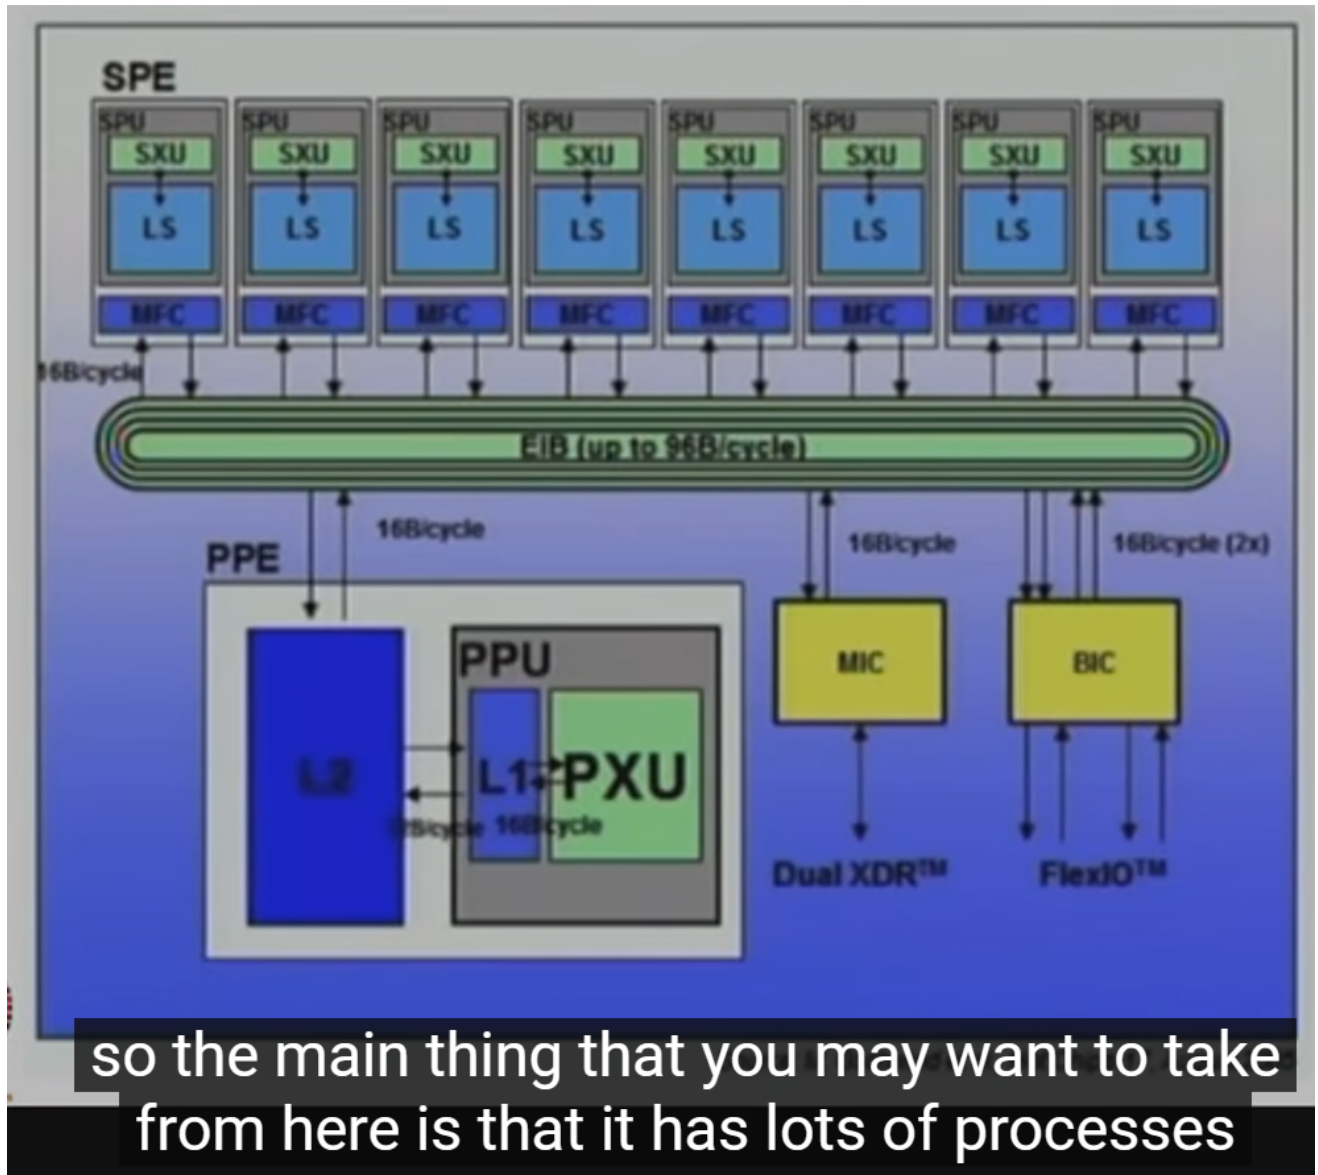 SPE
SPU SPU SPU SPU SPU SPU SPU SPU
SXU SXU SXU SXU SXU SXU SXU SXU
LS LS LS LS LS LS LS LS
MFC MFC MFC MFC MFC MFC MFC MFC
16B/cycle
EIB (up to 96B/cycle)
16B/cycle
16B/cycle
16B/cycle (2x)
PPE
PPU
MIC
BIC
L2
L1
PXU
16B/cycle
Dual XDR™
FlexIO™
so the main thing that you may want to take
from here is that it has lots of processes